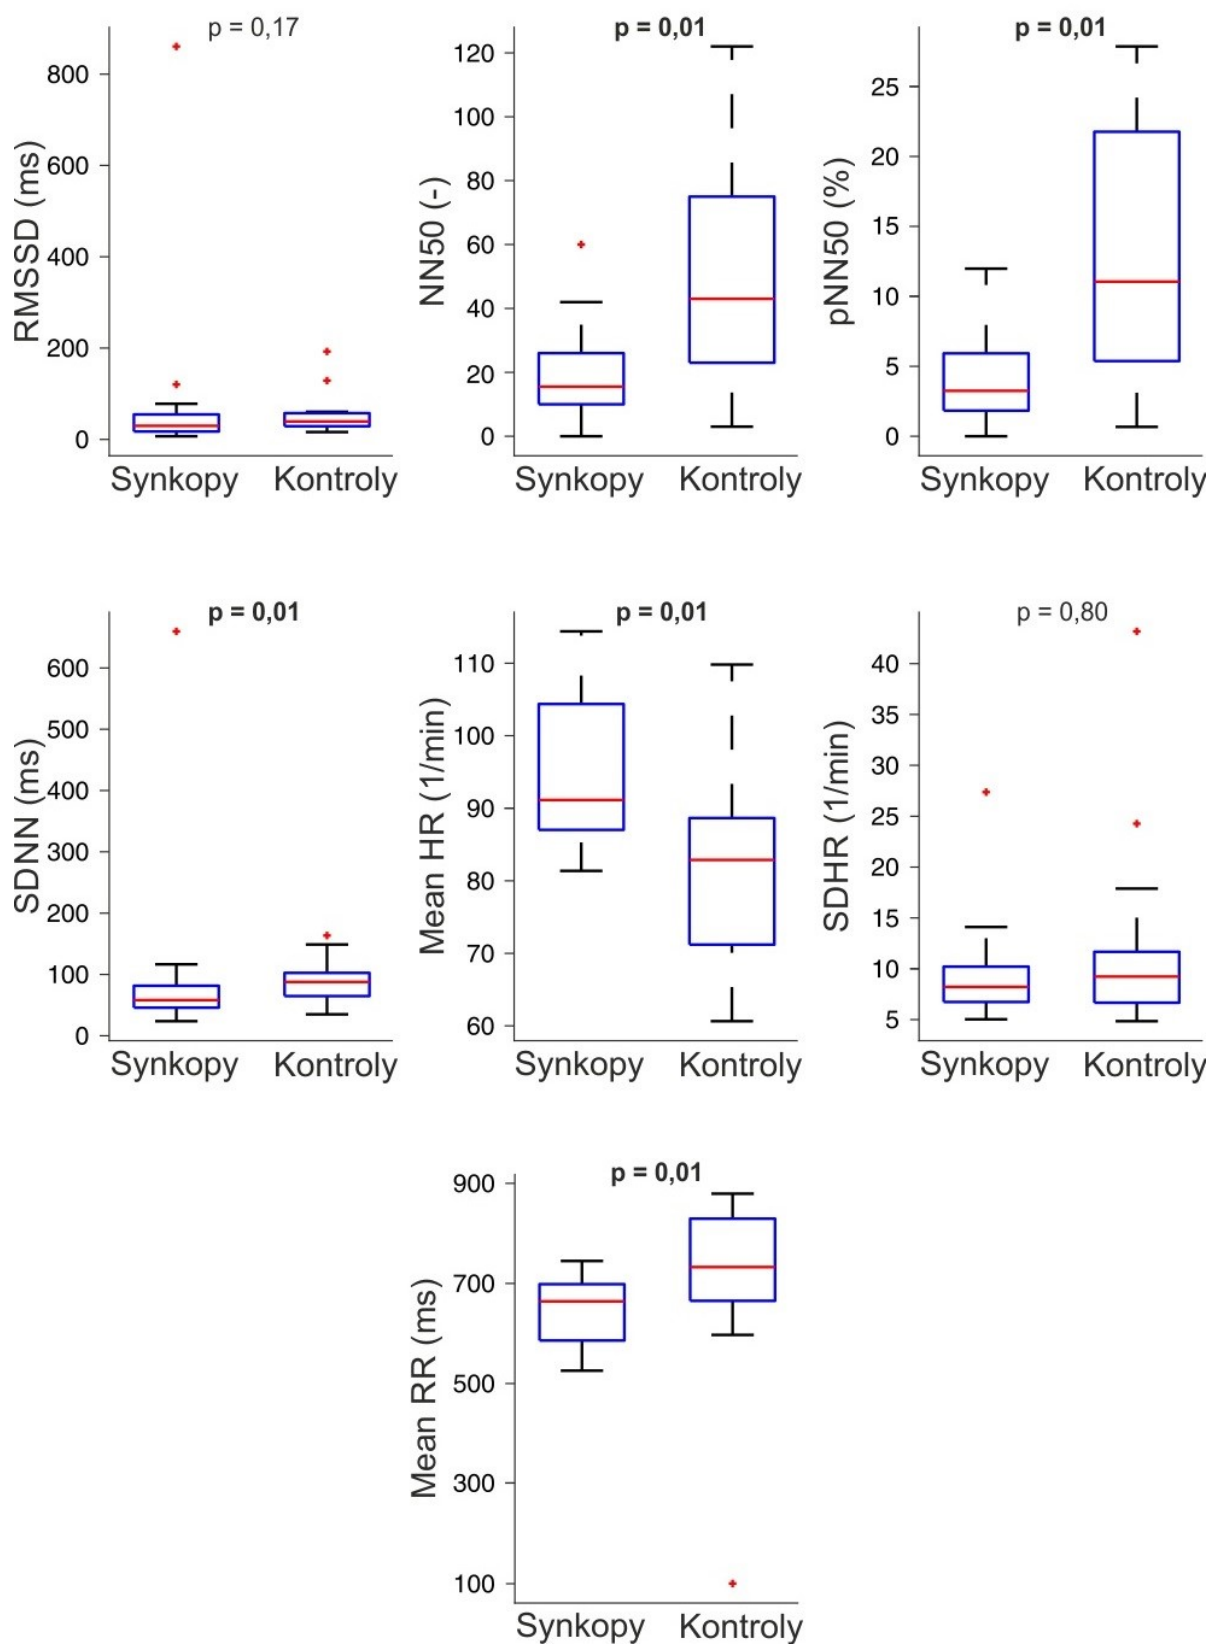 p = 0,17
RMSSD (ms)
800
600
400
200
0
Synkopy
Kontroly
p = 0,01
NN50 (-)
120
100
80
60
40
20
0
Synkopy
Kontroly
p = 0,01
pNN50 (%)
25
20
15
10
5
0
Synkopy
Kontroly
p = 0,01
SDNN (ms)
600
500
400
300
200
100
0
Synkopy
Kontroly
p = 0,01
Mean HR (1/min)
110
100
90
80
70
60
Synkopy
Kontroly
p = 0,80
SDHR (1/min)
40
35
30
25
20
15
10
5
Synkopy
Kontroly
p = 0,01
Mean RR (ms)
900
700
500
300
100
Synkopy
Kontroly